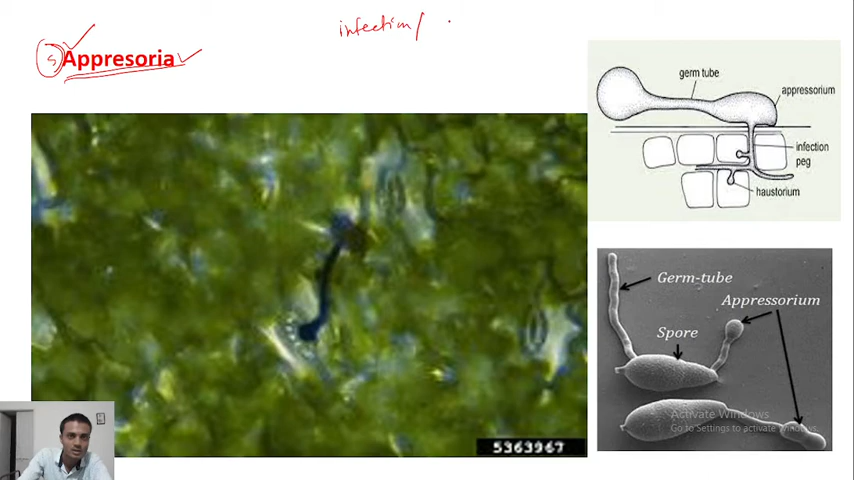 infection/
5) Appresoria
germ tube
appressorium
infection
peg
haustorium
Germ-tube
Appressorium
Spore
Activate Windows
Go to Settings to activate Windows.
5363967